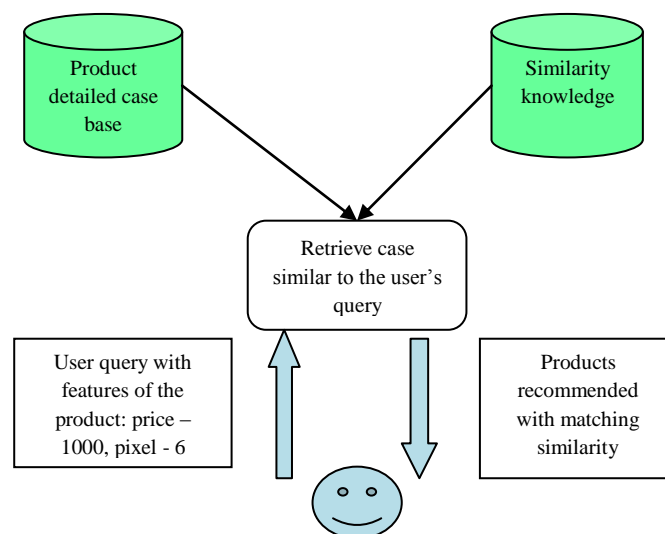 Product
detailed case
base
Similarity
knowledge
Retrieve case
similar to the user's
query
User query with
features of the
product: price –
1000, pixel - 6
Products
recommended
with matching
similarity